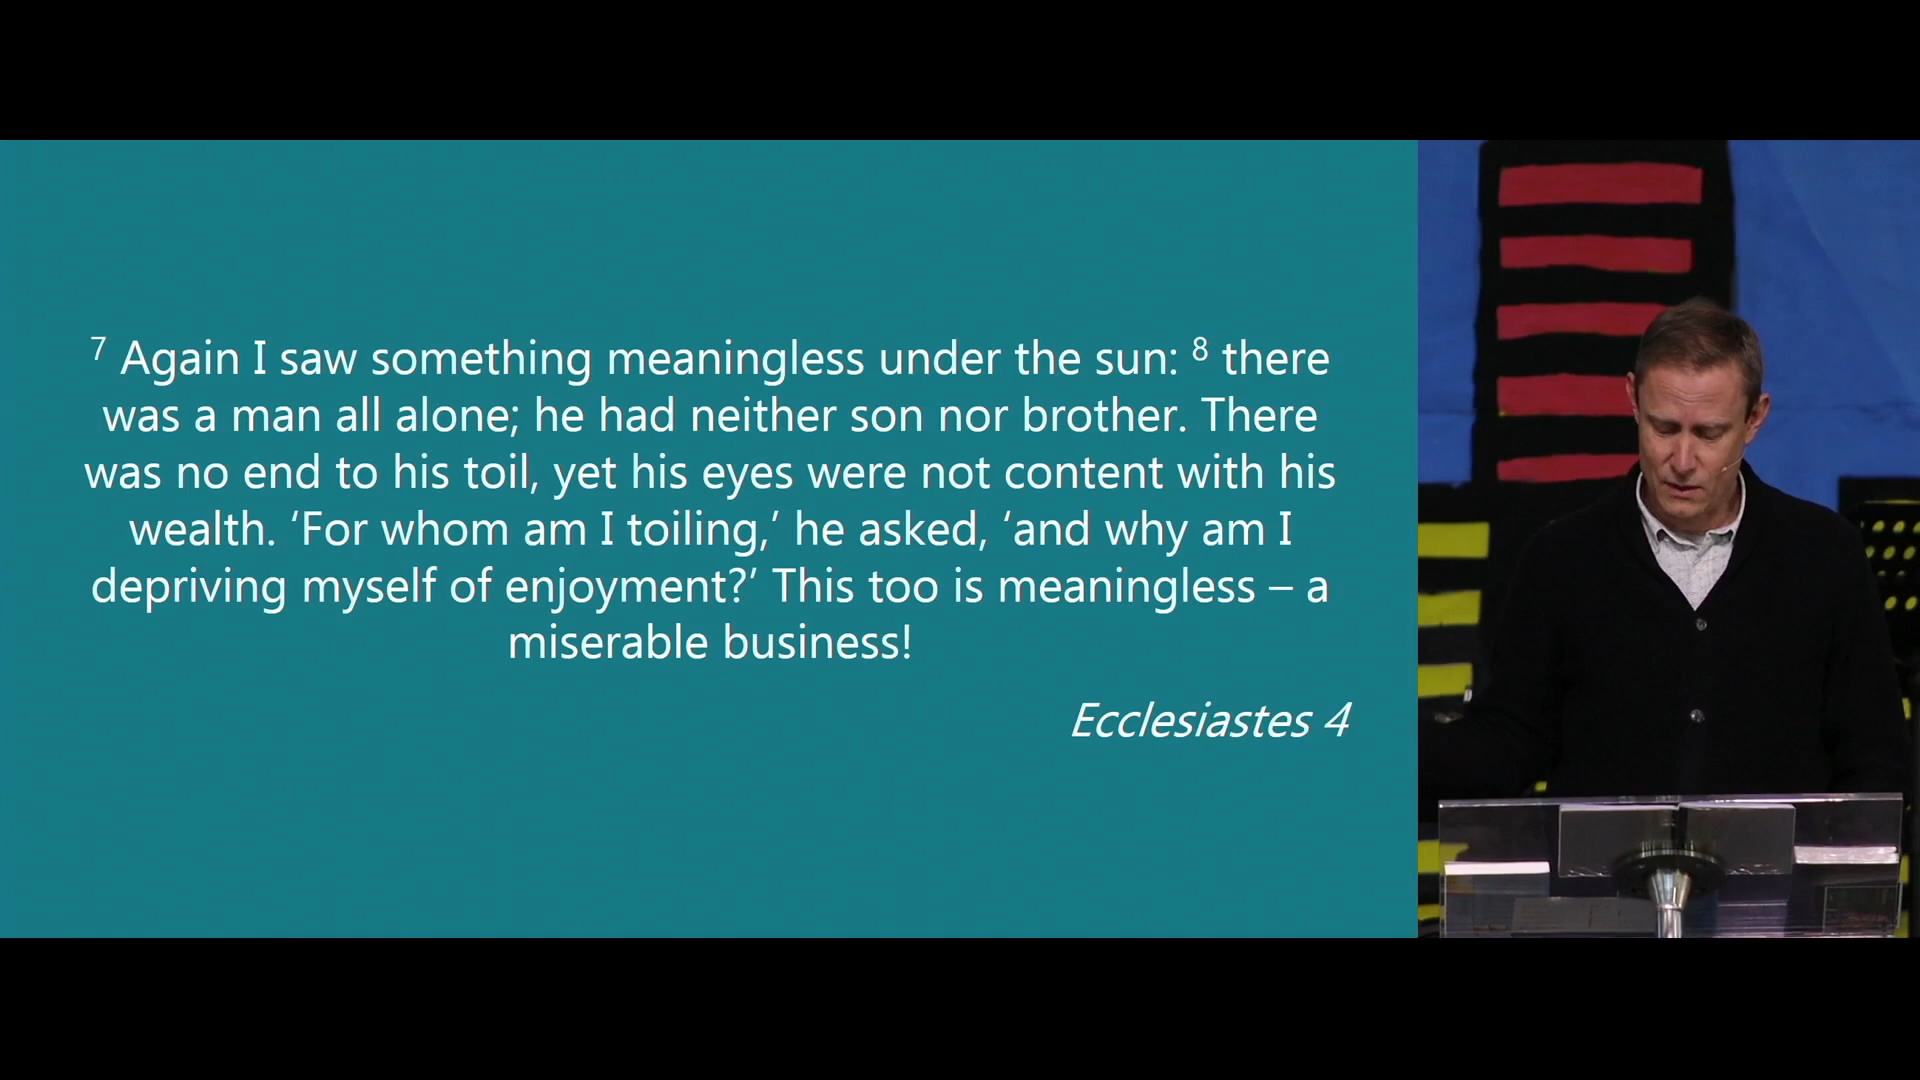 ⁷ Again I saw something meaningless under the sun: ⁸ there
was a man all alone; he had neither son nor brother. There
was no end to his toil, yet his eyes were not content with his
wealth. ‘For whom am I toiling,’ he asked, ‘and why am I
depriving myself of enjoyment?’ This too is meaningless – a
miserable business!
Ecclesiastes 4